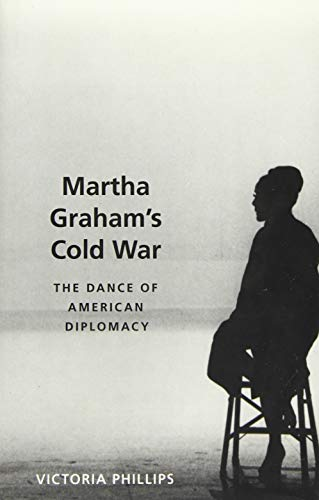 Martha
Graham's
Cold War
THE DANCE OF
AMERICAN
DIPLOMACY
VICTORIA PHILLIPS